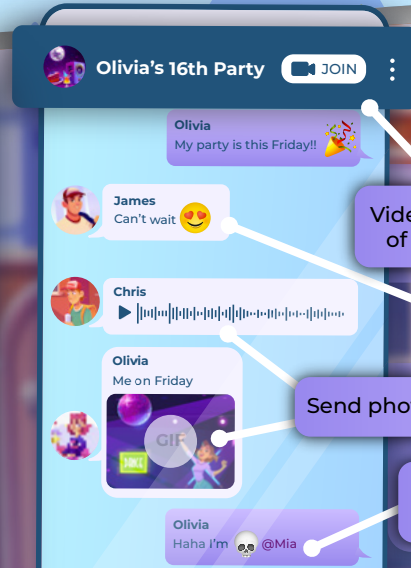 Olivia's 16th Party
JOIN
Olivia
My party is this Friday!!
James
Can't wait
of
Chris
Olivia
Me on Friday
GIF
Send
Olivia
Haha I'm @Mia